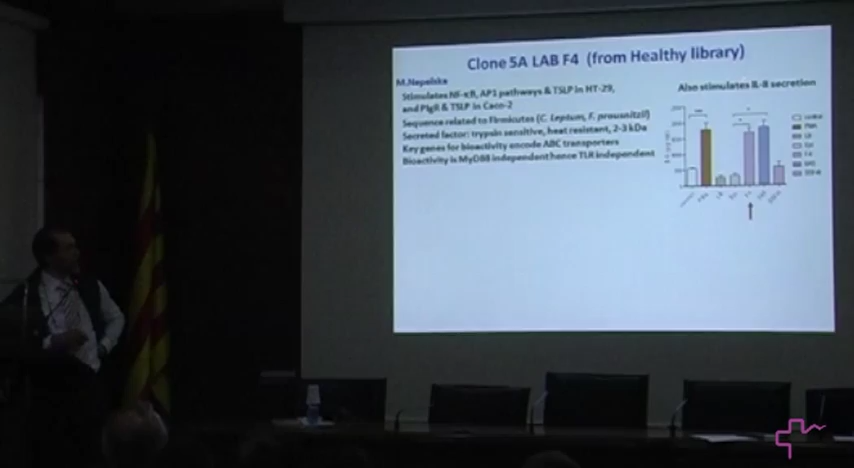 Clone 5A LAB F4 (from Healthy library)
M.Nepelska
Stimulates NF-κB, AP1 pathways & TSLP in HT-29,
and PIgR & TSLP in Caco-2
Sequence related to Firmicutes (C. Leptum, F. prausnitzii)
Secreted factor: trypsin sensitive, heat resistant, 2-3 kDa
Key genes for bioactivity encode ABC transporters
Bioactivity is MyD88 independent hence TLR independent
Also stimulates IL-8 secretion